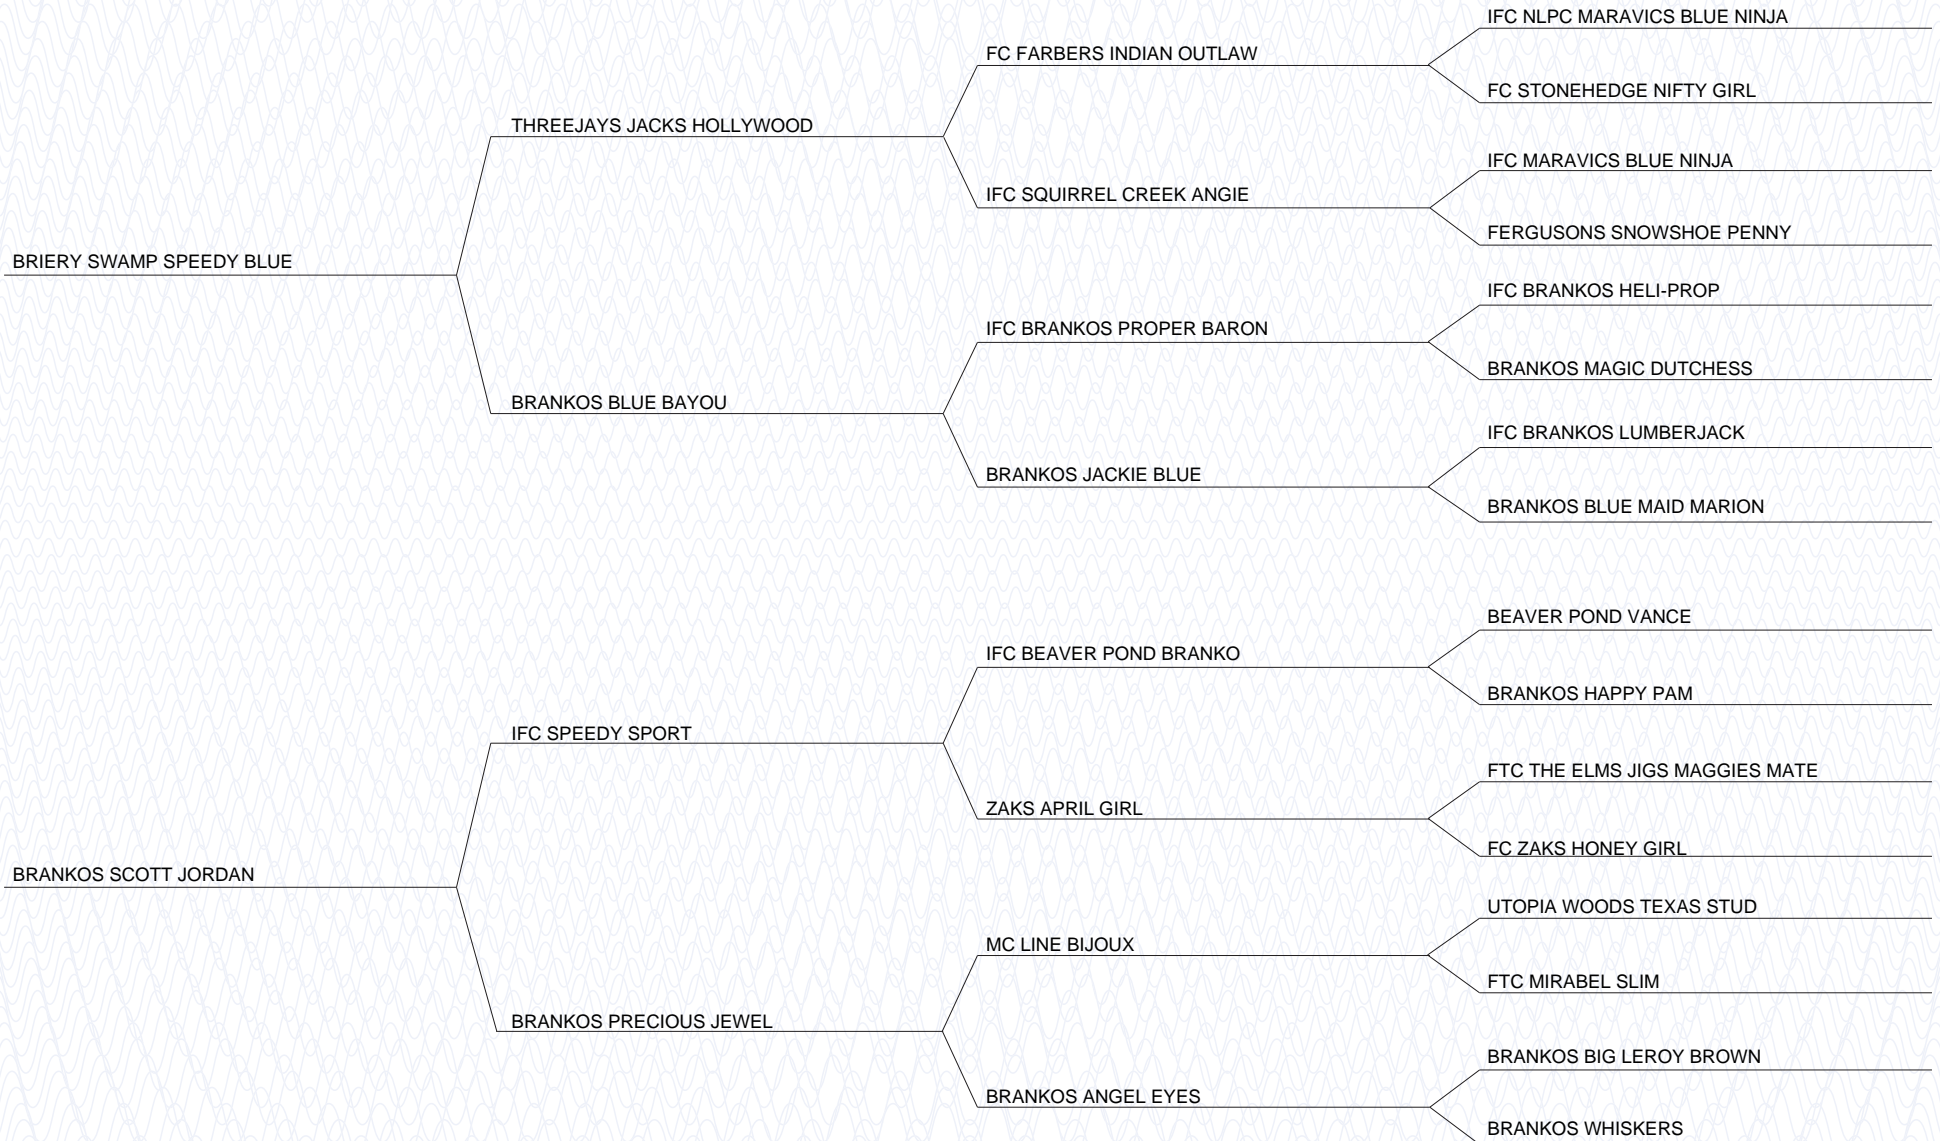 IFC NLPC MARAVICS BLUE NINJA
FC FARBERS INDIAN OUTLAW
FC STONEHEDGE NIFTY GIRL
THREEJAYS JACKS HOLLYWOOD
IFC MARAVICS BLUE NINJA
IFC SQUIRREL CREEK ANGIE
FERGUSONS SNOWSHOE PENNY
BRIERY SWAMP SPEEDY BLUE
IFC BRANKOS HELI-PROP
IFC BRANKOS PROPER BARON
BRANKOS MAGIC DUTCHESS
BRANKOS BLUE BAYOU
IFC BRANKOS LUMBERJACK
BRANKOS JACKIE BLUE
BRANKOS BLUE MAID MARION
BEAVER POND VANCE
IFC BEAVER POND BRANKO
BRANKOS HAPPY PAM
IFC SPEEDY SPORT
FTC THE ELMS JIGS MAGGIES MATE
ZAKS APRIL GIRL
FC ZAKS HONEY GIRL
BRANKOS SCOTT JORDAN
UTOPIA WOODS TEXAS STUD
MC LINE BIJOUX
FTC MIRABEL SLIM
BRANKOS PRECIOUS JEWEL
BRANKOS BIG LEROY BROWN
BRANKOS ANGEL EYES
BRANKOS WHISKERS